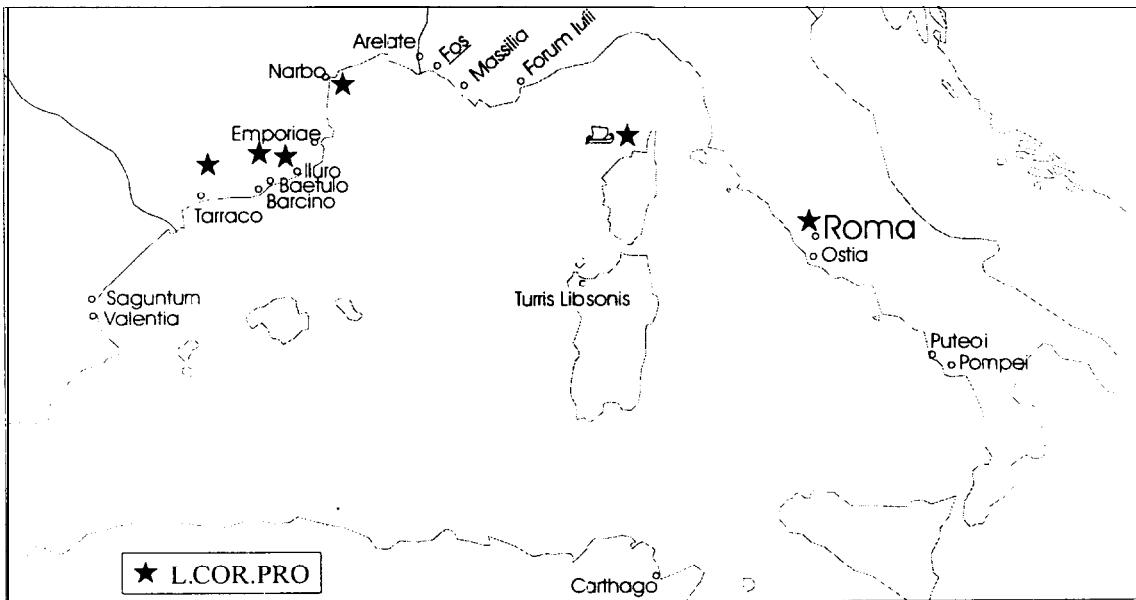 Arelate
Fos
Massilia
Forum Iulii
Narbo
Emporiae
Iluro
Baetulo
Barcino
Tarraco
Roma
Ostia
Saguntum
Valentia
Turris Libsonis
Puteoi
Pompei
Carthago
★ L.COR.PRO